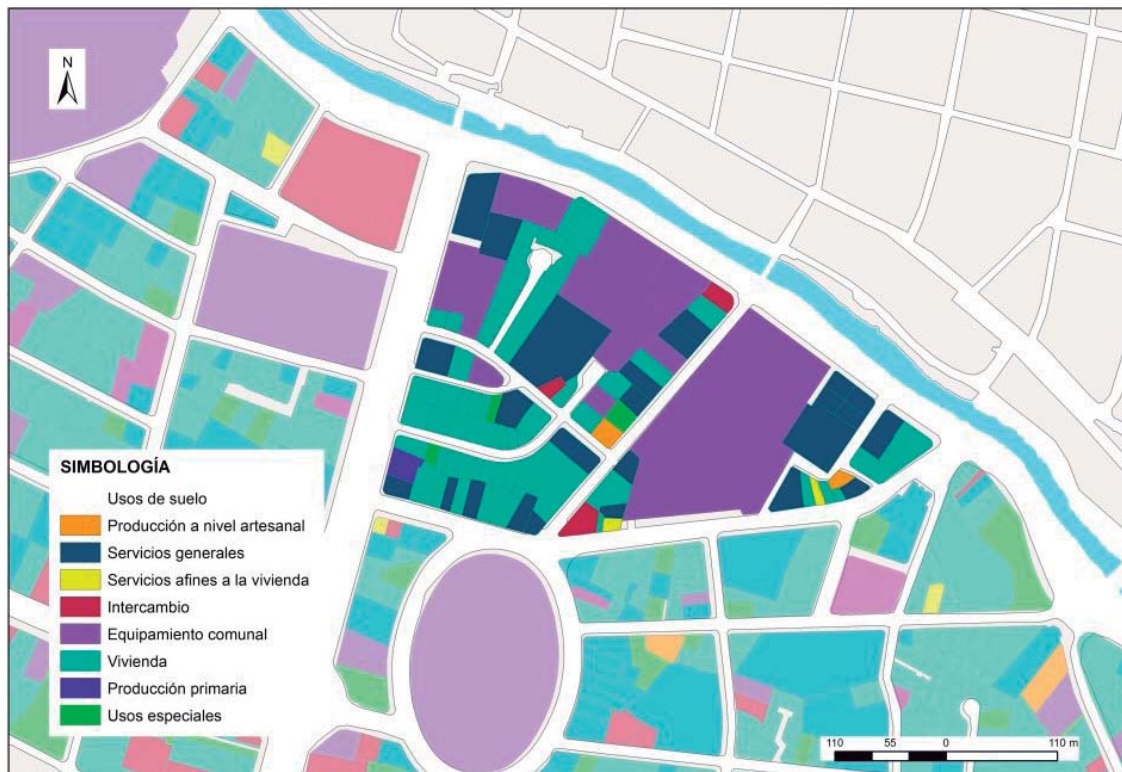 N
SIMBOLOGÍA
Usos de suelo
Producción a nivel artesanal
Servicios generales
Servicios afines a la vivienda
Intercambio
Equipamiento comunal
Vivienda
Producción primaria
Usos especiales
110 55 0 110 m